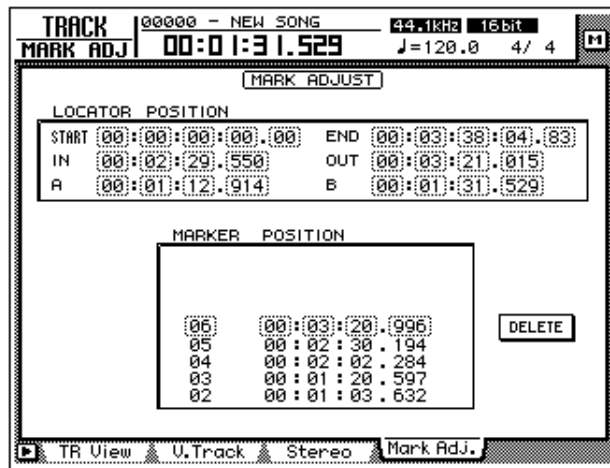 TRACK 00000 - NEW SONG 44.1kHz 16bit
MARK ADJ 00:01:31.529 ♩=120.0 4/ 4 M
MARK ADJUST
LOCATOR POSITION
START 00:00:00:00.00 END 00:03:38:04.83
IN 00:02:29.550 OUT 00:03:21.015
A 00:01:12.914 B 00:01:31.529
MARKER POSITION
06 00:03:20.996 DELETE
05 00:02:30.194
04 00:02:02.284
03 00:01:20.597
02 00:01:03.632
TR View V.Track Stereo Mark Adj.